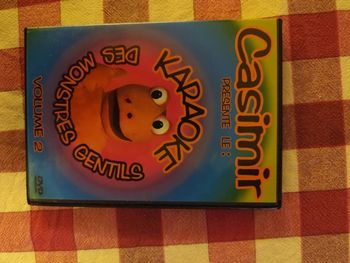 Casimir
PRESENTE LE :
KARAOKE
DES MONSTRES GENTILS
VOLUME 2
DVD